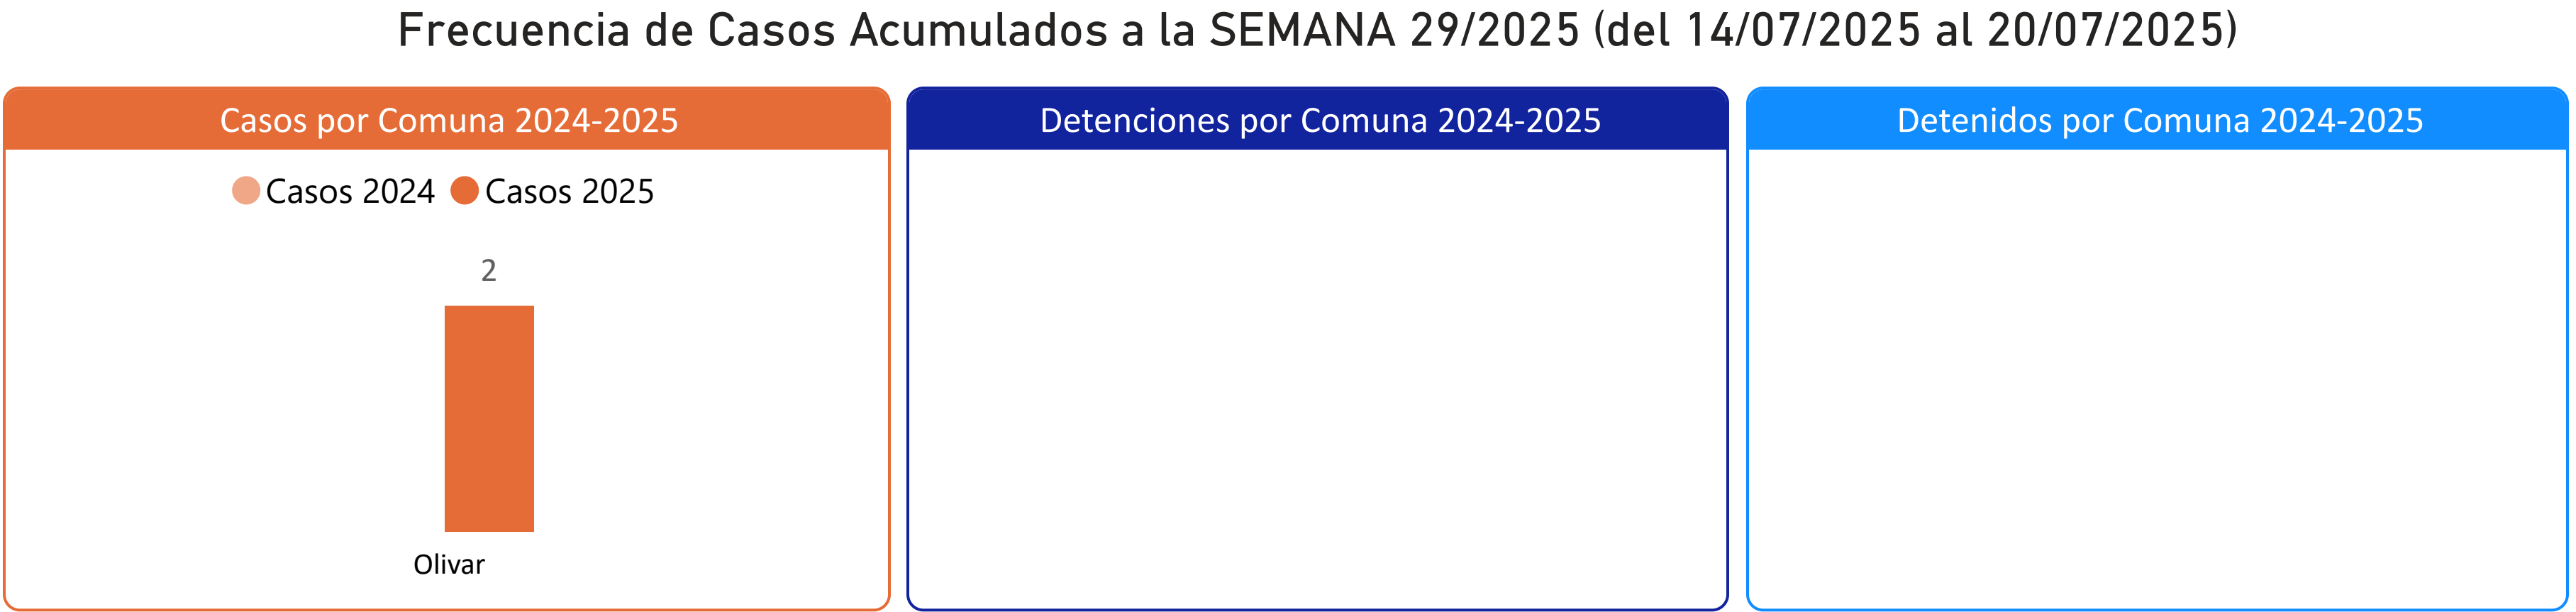 Frecuencia de Casos Acumulados a la SEMANA 29/2025 (del 14/07/2025 al 20/07/2025)
Casos por Comuna 2024-2025
Casos 2024 Casos 2025
2
Olivar
Detenciones por Comuna 2024-2025
Detenidos por Comuna 2024-2025